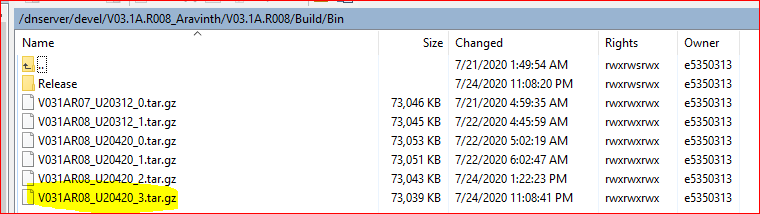 /dnserver/devel/V03.1A.R008_Aravinth/V03.1A.R008/Build/Bin
Name Size Changed Rights Owner
.. 7/21/2020 1:49:54 AM rwxrwsrwx e5350313
Release 7/24/2020 11:08:20 PM rwxrwsrwx e5350313
V031AR07_U20312_0.tar.gz 73,046 KB 7/21/2020 4:59:35 AM rwxrwxrwx e5350313
V031AR08_U20312_1.tar.gz 73,045 KB 7/22/2020 4:45:59 AM rwxrwxrwx e5350313
V031AR08_U20420_0.tar.gz 73,053 KB 7/22/2020 5:02:19 AM rwxrwxrwx e5350313
V031AR08_U20420_1.tar.gz 73,051 KB 7/22/2020 6:02:47 AM rwxrwxrwx e5350313
V031AR08_U20420_2.tar.gz 73,043 KB 7/24/2020 1:22:23 PM rwxrwxrwx e5350313
V031AR08_U20420_3.tar.gz 73,039 KB 7/24/2020 11:08:41 PM rwxrwxrwx e5350313